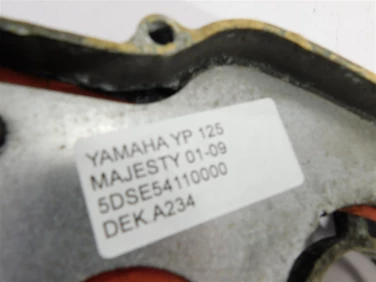 YAMAHA YP 125
MAJESTY 01-09
5DSE54110000
DEK.A234